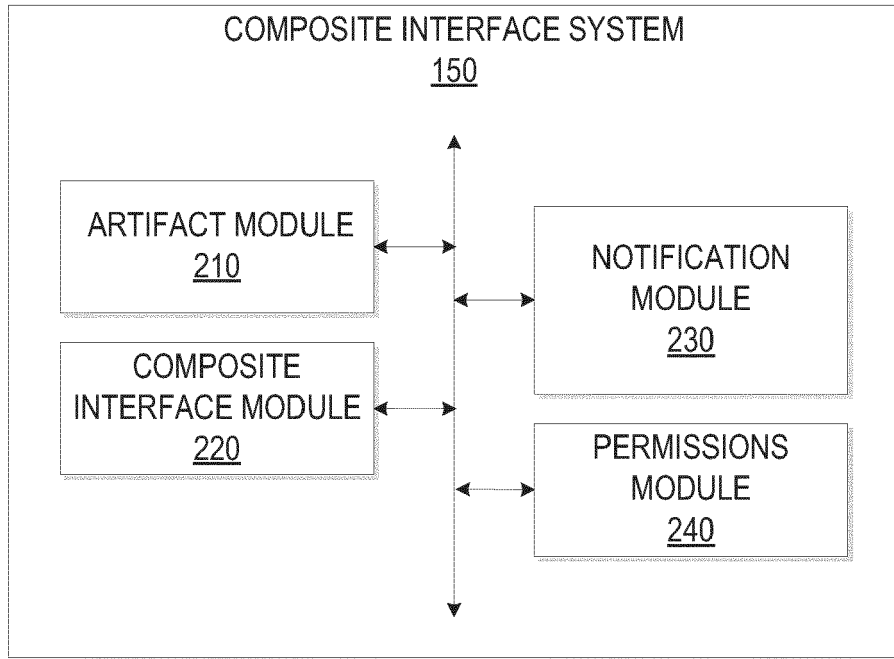 COMPOSITE INTERFACE SYSTEM
150
ARTIFACT MODULE
210
COMPOSITE
INTERFACE MODULE
220
NOTIFICATION
MODULE
230
PERMISSIONS
MODULE
240